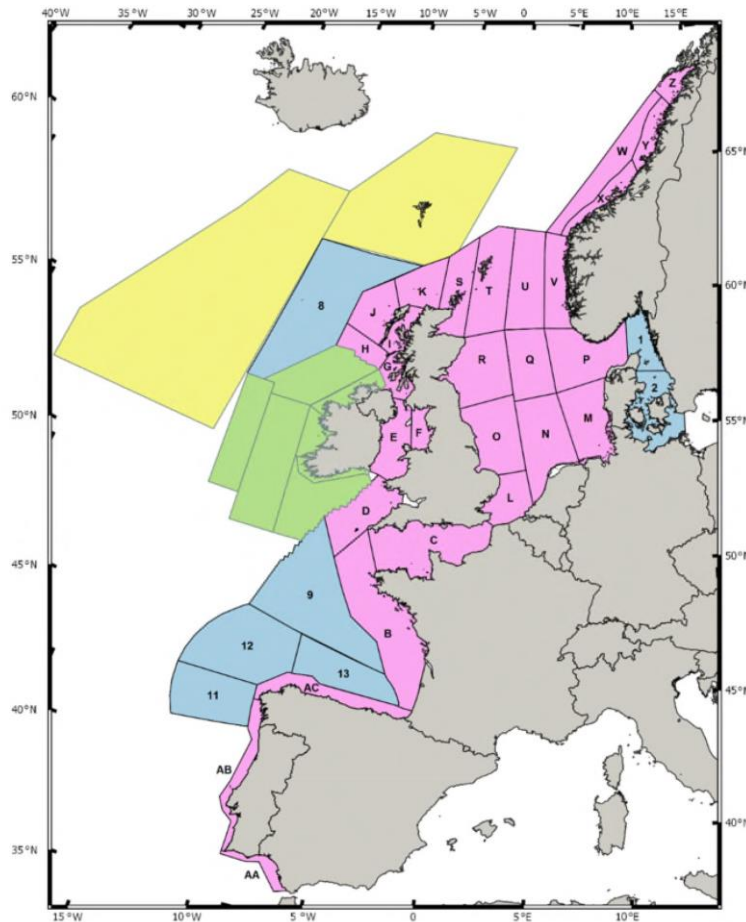 40°W 35°W 30°W 25°W 20°W 15°W 10°W 5°W 0° 5°E 10°E 15°E
60°N
Z
W Y 65°N
X
55°N
K S T U V 60°N
8
J
I
H
G
R Q P
1
2
50°N
E F O N M 55°N
L
D
C
45°N 50°N
9
B
12
13
AC
11
40°N 45°N
AB
35°N 40°N
AA
15°W 10°W 5°W 0° 5°E 10°E 15°E